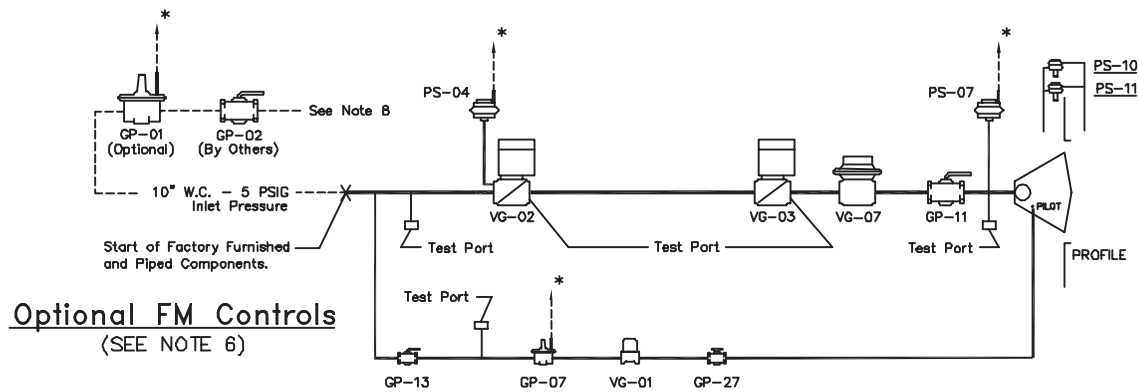 *
*
*
PS-10
PS-11
PS-04
PS-07
See Note 8
GP-01
(Optional)
GP-02
(By Others)
10" W.C. - 5 PSIG
Inlet Pressure
VG-02
VG-03
VG-07
GP-11
PILOT
Test Port
Test Port
Test Port
Start of Factory Furnished
and Piped Components.
PROFILE
*
Test Port
Optional FM Controls
(SEE NOTE 6)
GP-13
GP-07
VG-01
GP-27